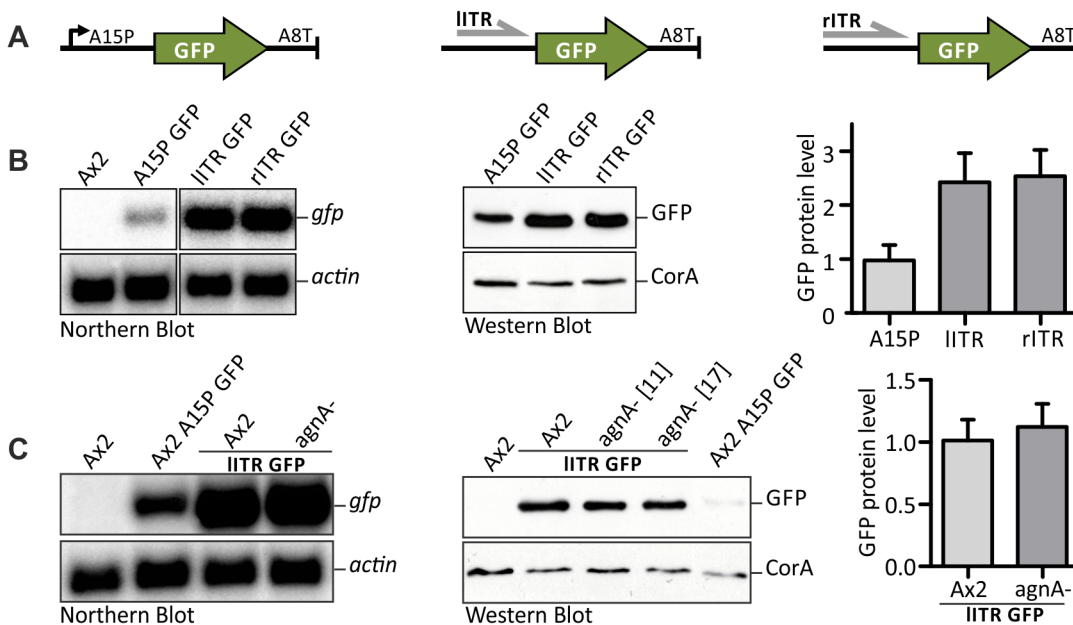 A
A15P
GFP
A8T
lITR
GFP
A8T
rITR
GFP
A8T
B
Ax2
A15P GFP
lITR GFP
rITR GFP
gfp
actin
Northern Blot
A15P GFP
lITR GFP
rITR GFP
GFP
CorA
Western Blot
GFP protein level
3
2
1
0
A15P
lITR
rITR
C
Ax2
Ax2 A15P GFP
Ax2
agnA-
lITR GFP
gfp
actin
Northern Blot
Ax2
Ax2
agnA- [11]
agnA- [17]
Ax2 A15P GFP
lITR GFP
GFP
CorA
Western Blot
GFP protein level
1.5
1.0
0.5
0.0
Ax2
agnA-
lITR GFP